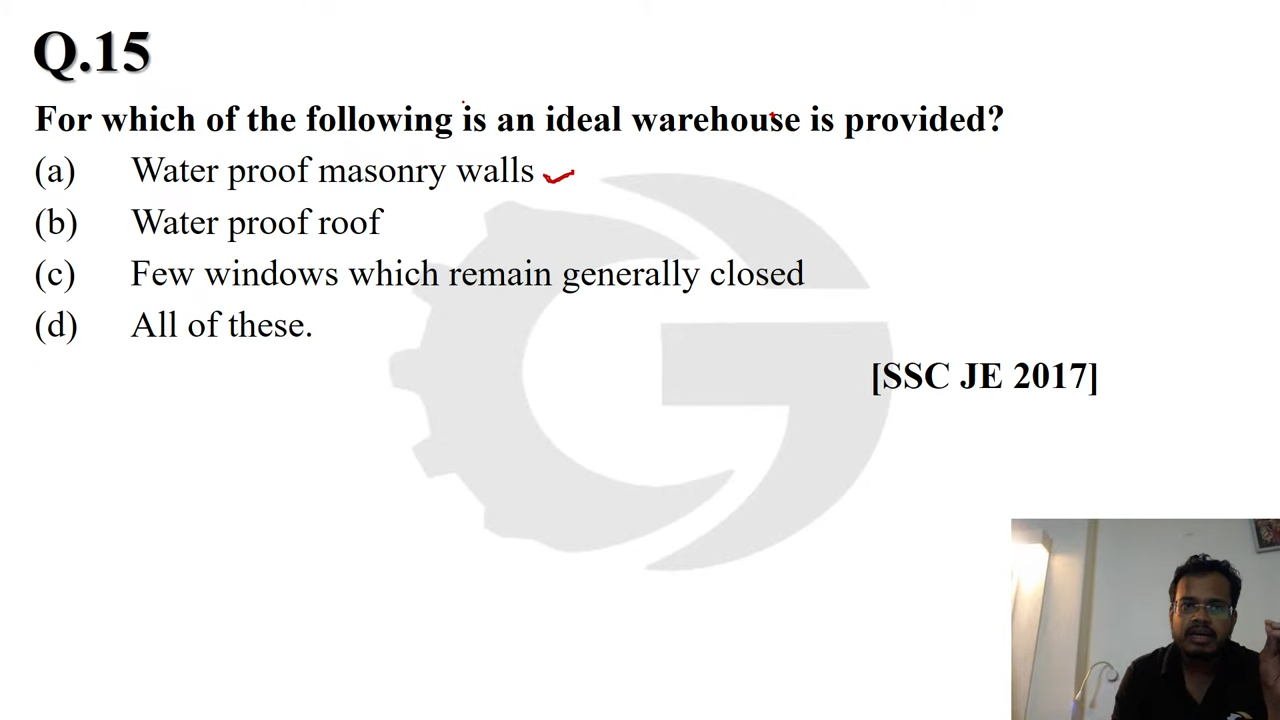 Q.15
For which of the following is an ideal warehouse is provided?
(a) Water proof masonry walls
(b) Water proof roof
(c) Few windows which remain generally closed
(d) All of these.
[SSC JE 2017]